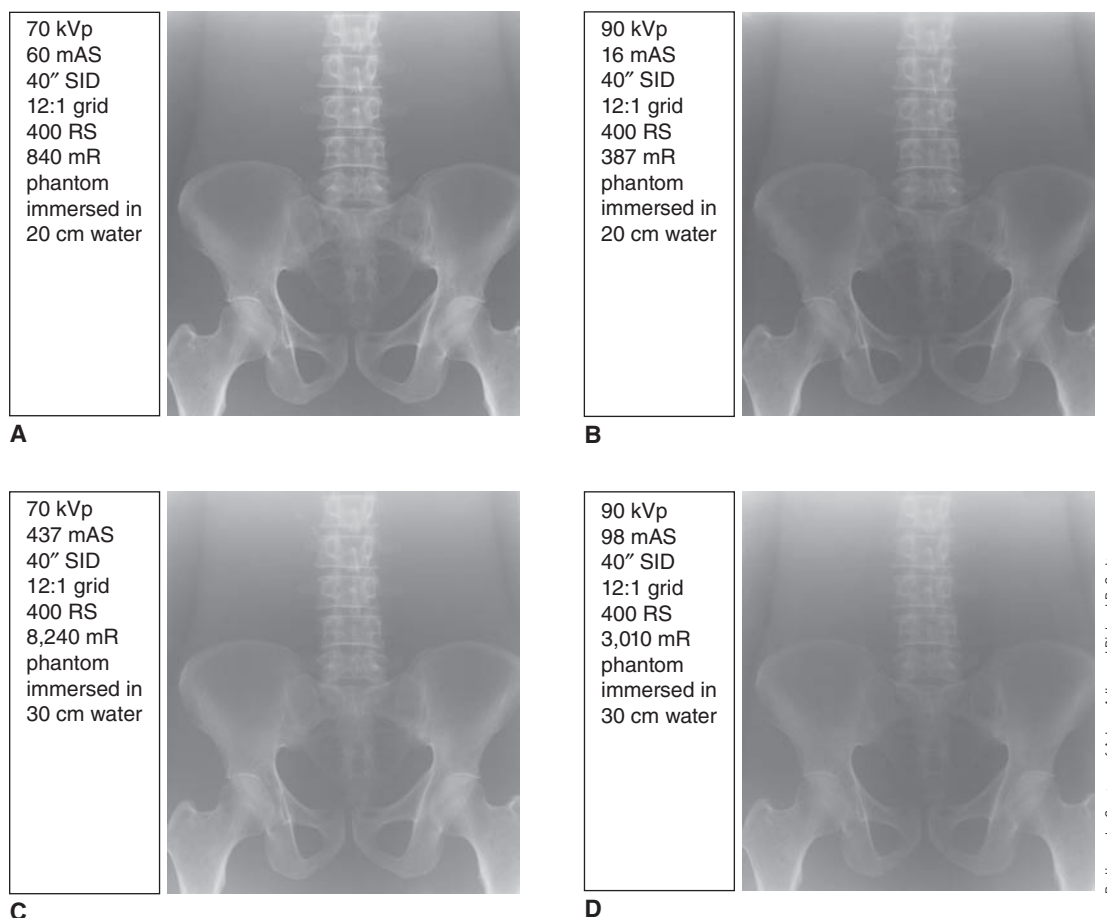 70 kVp
60 mAS
40″ SID
12:1 grid
400 RS
840 mR
phantom
immersed in
20 cm water
A
90 kVp
16 mAS
40″ SID
12:1 grid
400 RS
387 mR
phantom
immersed in
20 cm water
B
70 kVp
437 mAS
40″ SID
12:1 grid
400 RS
8,240 mR
phantom
immersed in
30 cm water
C
90 kVp
98 mAS
40″ SID
12:1 grid
400 RS
3,010 mR
phantom
immersed in
30 cm water
D